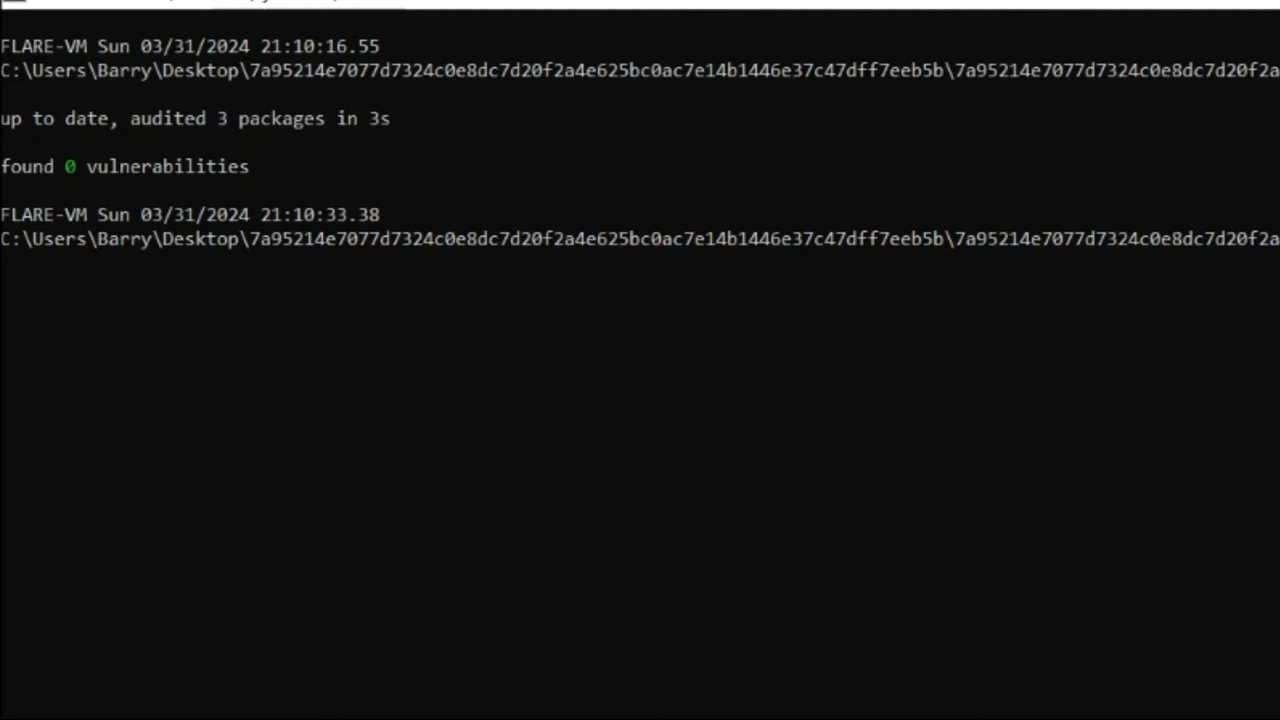 FLARE-VM Sun 03/31/2024 21:10:16.55
C:\Users\Barry\Desktop\7a95214e7077d7324c0e8dc7d20f2a4e625bc0ac7e14b1446e37c47dff7eeb5b\7a95214e7077d7324c0e8dc7d20f2a
up to date, audited 3 packages in 3s
found 0 vulnerabilities
FLARE-VM Sun 03/31/2024 21:10:33.38
C:\Users\Barry\Desktop\7a95214e7077d7324c0e8dc7d20f2a4e625bc0ac7e14b1446e37c47dff7eeb5b\7a95214e7077d7324c0e8dc7d20f2a